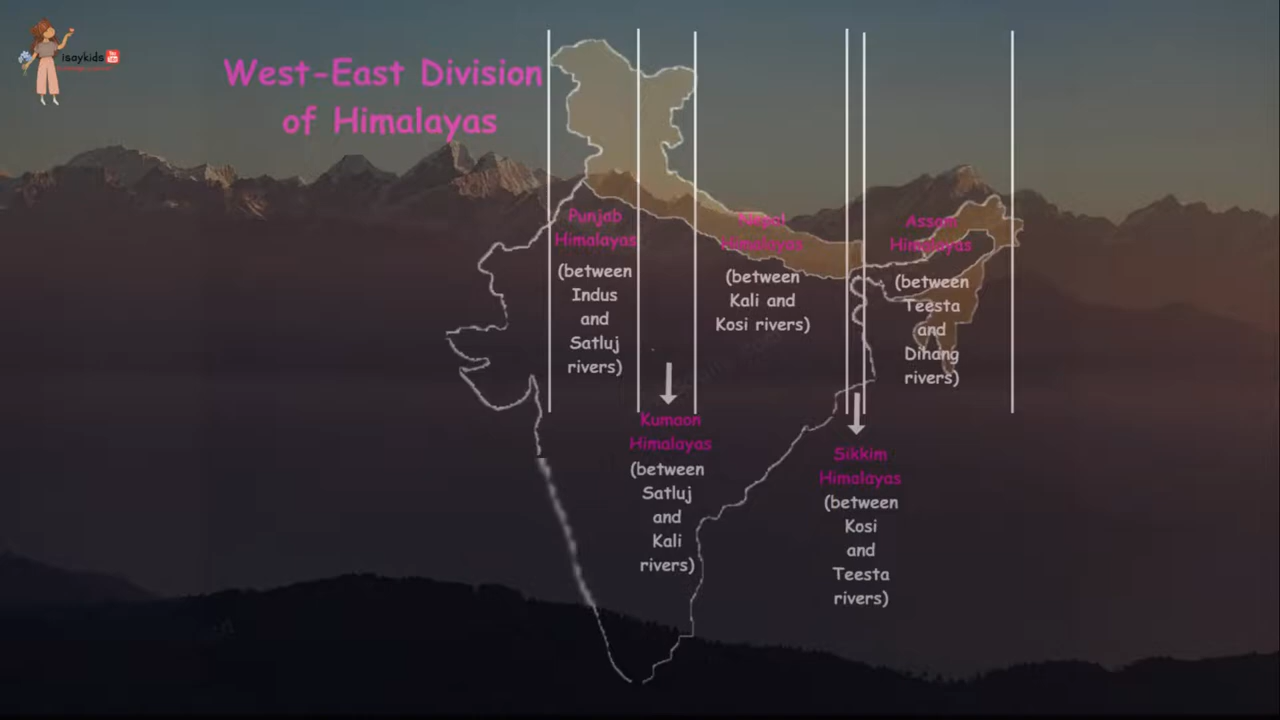 isaykids
West-East Division
of Himalayas
Punjab
Himalayas
(between
Indus
and
Satluj
rivers)
Kumaon
Himalayas
(between
Satluj
and
Kali
rivers)
Nepal
Himalayas
(between
Kali and
Kosi rivers)
Sikkim
Himalayas
(between
Kosi
and
Teesta
rivers)
Assam
Himalayas
(between
Teesta
and
Dihang
rivers)